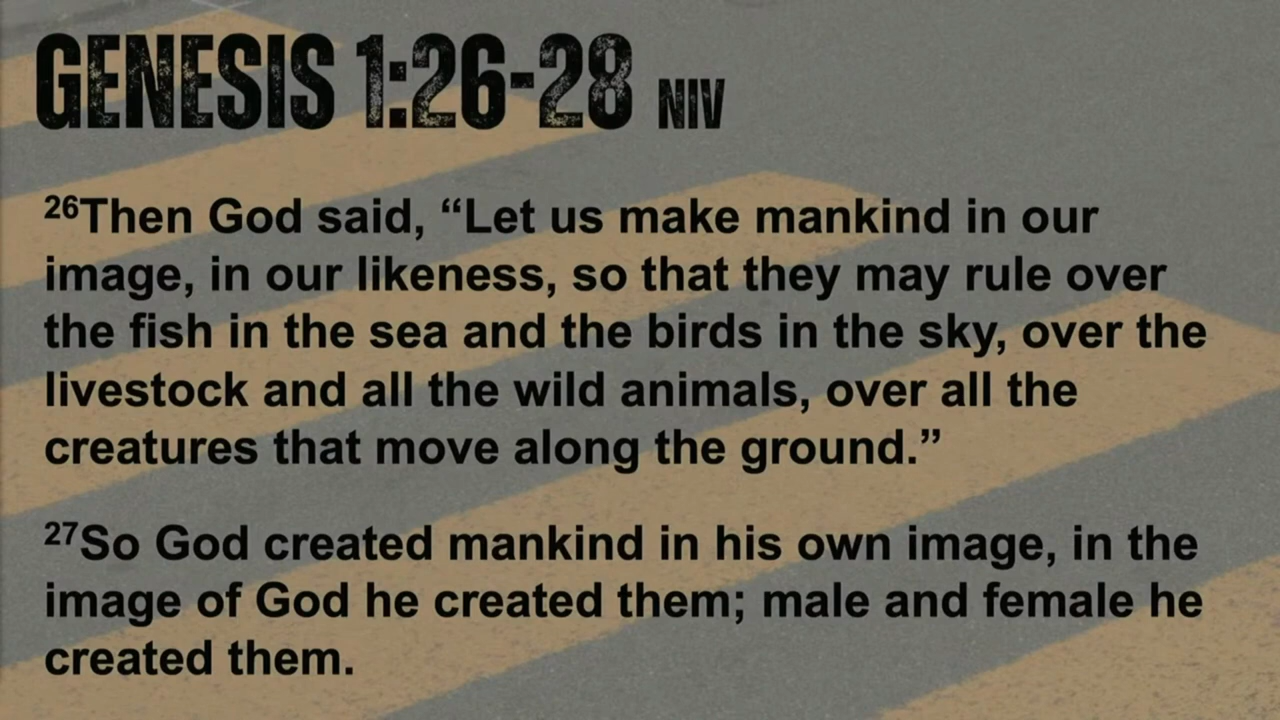 GENESIS 1:26-28 NIV
26Then God said, “Let us make mankind in our
image, in our likeness, so that they may rule over
the fish in the sea and the birds in the sky, over the
livestock and all the wild animals, over all the
creatures that move along the ground.”
27So God created mankind in his own image, in the
image of God he created them; male and female he
created them.